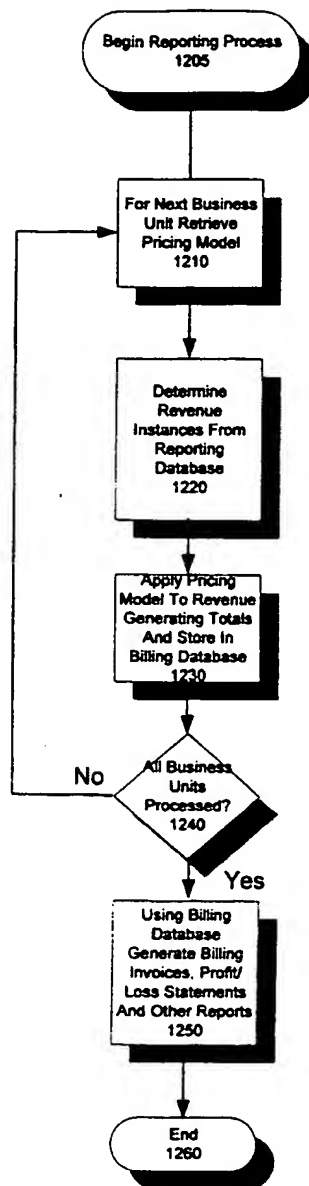 Begin Reporting Process
1205
For Next Business
Unit Retrieve
Pricing Model
1210
Determine
Revenue
Instances From
Reporting
Database
1220
Apply Pricing
Model To Revenue
Generating Totals
And Store In
Billing Database
1230
All Business
Units
Processed?
1240
No
Yes
Using Billing
Database
Generate Billing
Invoices, Profit/
Loss Statements
And Other Reports
1250
End
1260